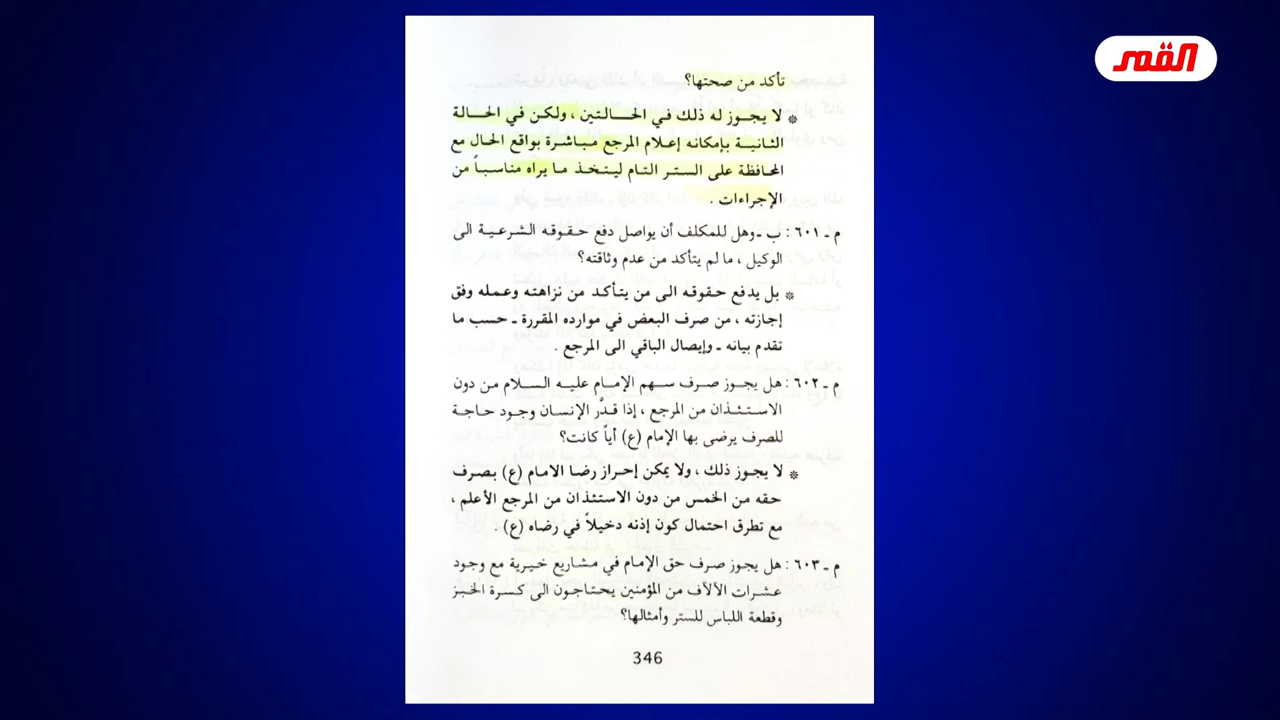 القمر
تأكد من صحتها؟
* لا يجوز له ذلك في الحالتين ، ولكن في الحالة
الثانية بإمكانه إعلام المرجع مباشرة بواقع الحال مع
المحافظة على الستر التام ليتخذ ما يراه مناسباً من
الإجراءات .
م ـ ٦٠١ : ب ـ وهل للمكلف أن يواصل دفع حقوقه الشرعية الى
الوكيل ، ما لم يتأكد من عدم وثاقته؟
* بل يدفع حقوقه الى من يتأكد من نزاهته وعمله وفق
إجازته ، من صرف البعض في موارده المقررة ـ حسب ما
تقدم بيانه ـ وإيصال الباقي الى المرجع .
م ـ ٦٠٢ : هل يجوز صرف سهم الإمام عليه السلام من دون
الاستئذان من المرجع ، إذا قدَّر الإنسان وجود حاجة
للصرف يرضى بها الإمام (ع) أياً كانت؟
* لا يجوز ذلك ، ولا يمكن إحراز رضا الامام (ع) بصرف
حقه من الخمس من دون الاستئذان من المرجع الأعلم ،
مع تطرق احتمال كون إذنه دخيلاً في رضاه (ع) .
م ـ ٦٠٣ : هل يجوز صرف حق الإمام في مشاريع خيرية مع وجود
عشرات الآلاف من المؤمنين يحتاجون الى كسرة الخبز
وقطعة اللباس للستر وأمثالها؟
346